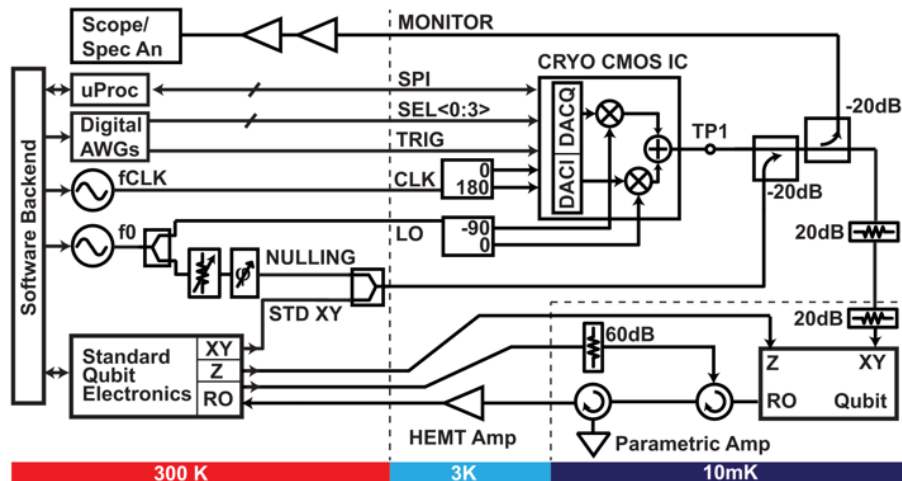 Scope/
Spec An
MONITOR
CRYO CMOS IC
uProc
SPI
Digital
AWGs
SEL<0:3>
TRIG
DACQ
DACI
TP1
-20dB
-20dB
fCLK
CLK
0
180
f0
LO
-90
0
NULLING
φ
STD XY
20dB
20dB
60dB
Software Backend
Standard
Qubit
Electronics
XY
Z
RO
Z
XY
RO
Qubit
HEMT Amp
Parametric Amp
300 K
3K
10mK